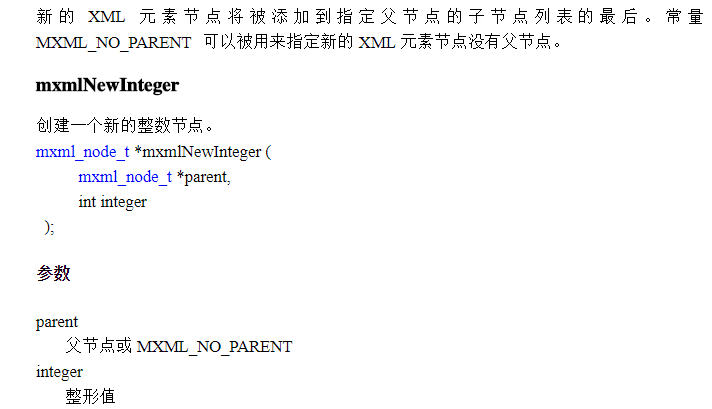 新的 XML 元素节点将被添加到指定父节点的子节点列表的最后。常量
MXML_NO_PARENT 可以被用来指定新的 XML 元素节点没有父节点。
mxmlNewInteger
创建一个新的整数节点。
mxml_node_t *mxmlNewInteger (
mxml_node_t *parent,
int integer
);
参数
parent
父节点或 MXML_NO_PARENT
integer
整形值